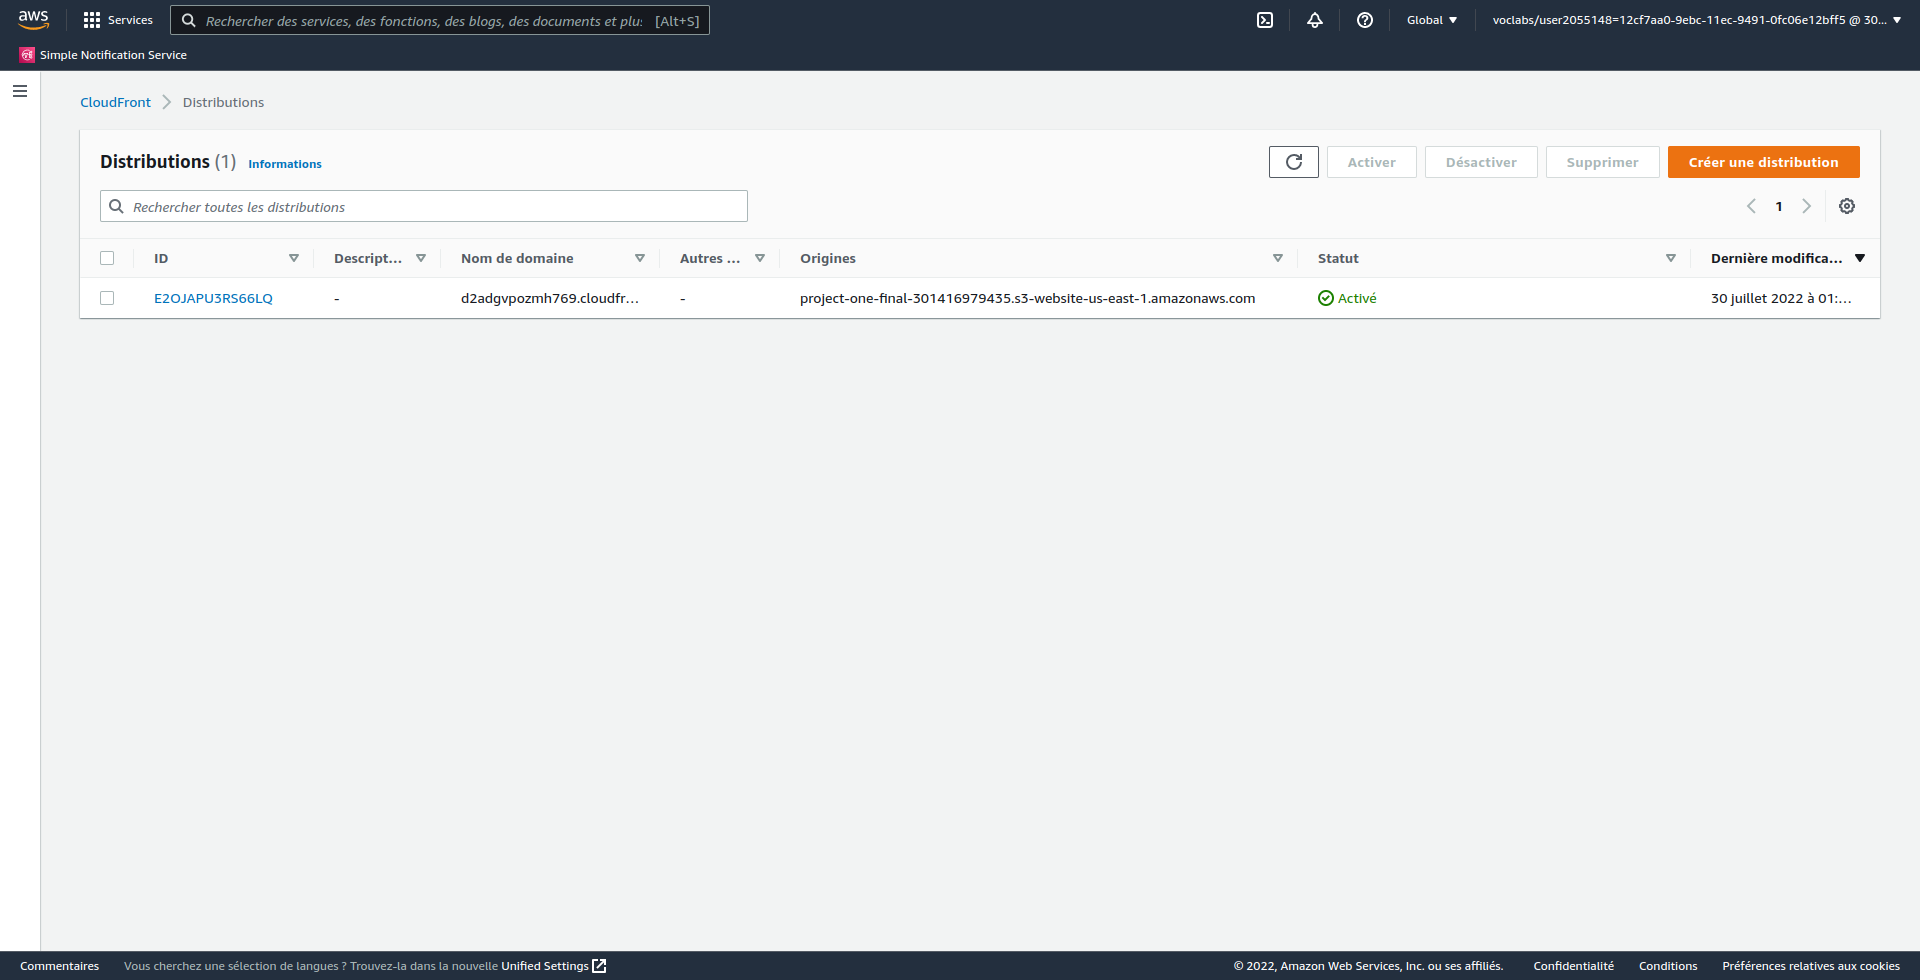 aws
Services
Rechercher des services, des fonctions, des blogs, des documents et plus [Alt+S]
Global
voclabs/user2055148=12cf7aa0-9ebc-11ec-9491-0fc06e12bff5 @ 30...
Simple Notification Service
CloudFront
Distributions
Distributions (1) Informations
Activer
Désactiver
Supprimer
Créer une distribution
Rechercher toutes les distributions
1
ID
Descript...
Nom de domaine
Autres ...
Origines
Statut
Dernière modifica...
E2OJAPU3RS66LQ
-
d2adgvpozmh769.cloudfr...
-
project-one-final-301416979435.s3-website-us-east-1.amazonaws.com
Activé
30 juillet 2022 à 01:...
Commentaires
Vous cherchez une sélection de langues ? Trouvez-la dans la nouvelle Unified Settings
© 2022, Amazon Web Services, Inc. ou ses affiliés.
Confidentialité
Conditions
Préférences relatives aux cookies